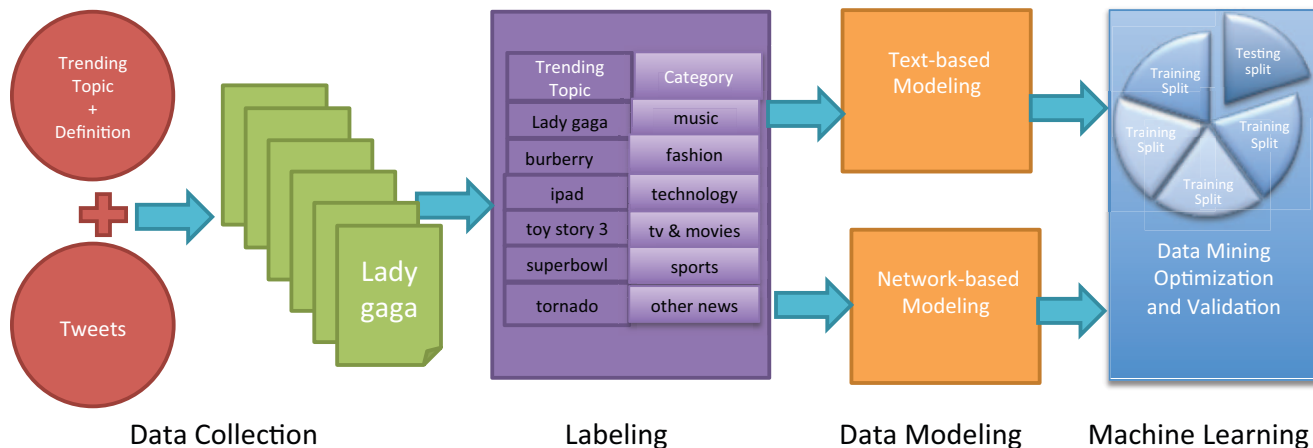 Trending
Topic
+
Definition
Tweets
Lady
gaga
Trending
Topic
Category
Lady gaga
music
burberry
fashion
ipad
technology
toy story 3
tv & movies
superbowl
sports
tornado
other news
Text-based
Modeling
Network-based
Modeling
Testing
split
Training
Split
Training
Split
Training
Split
Training
Split
Data Mining
Optimization
and Validation
Data Collection
Labeling
Data Modeling
Machine Learning